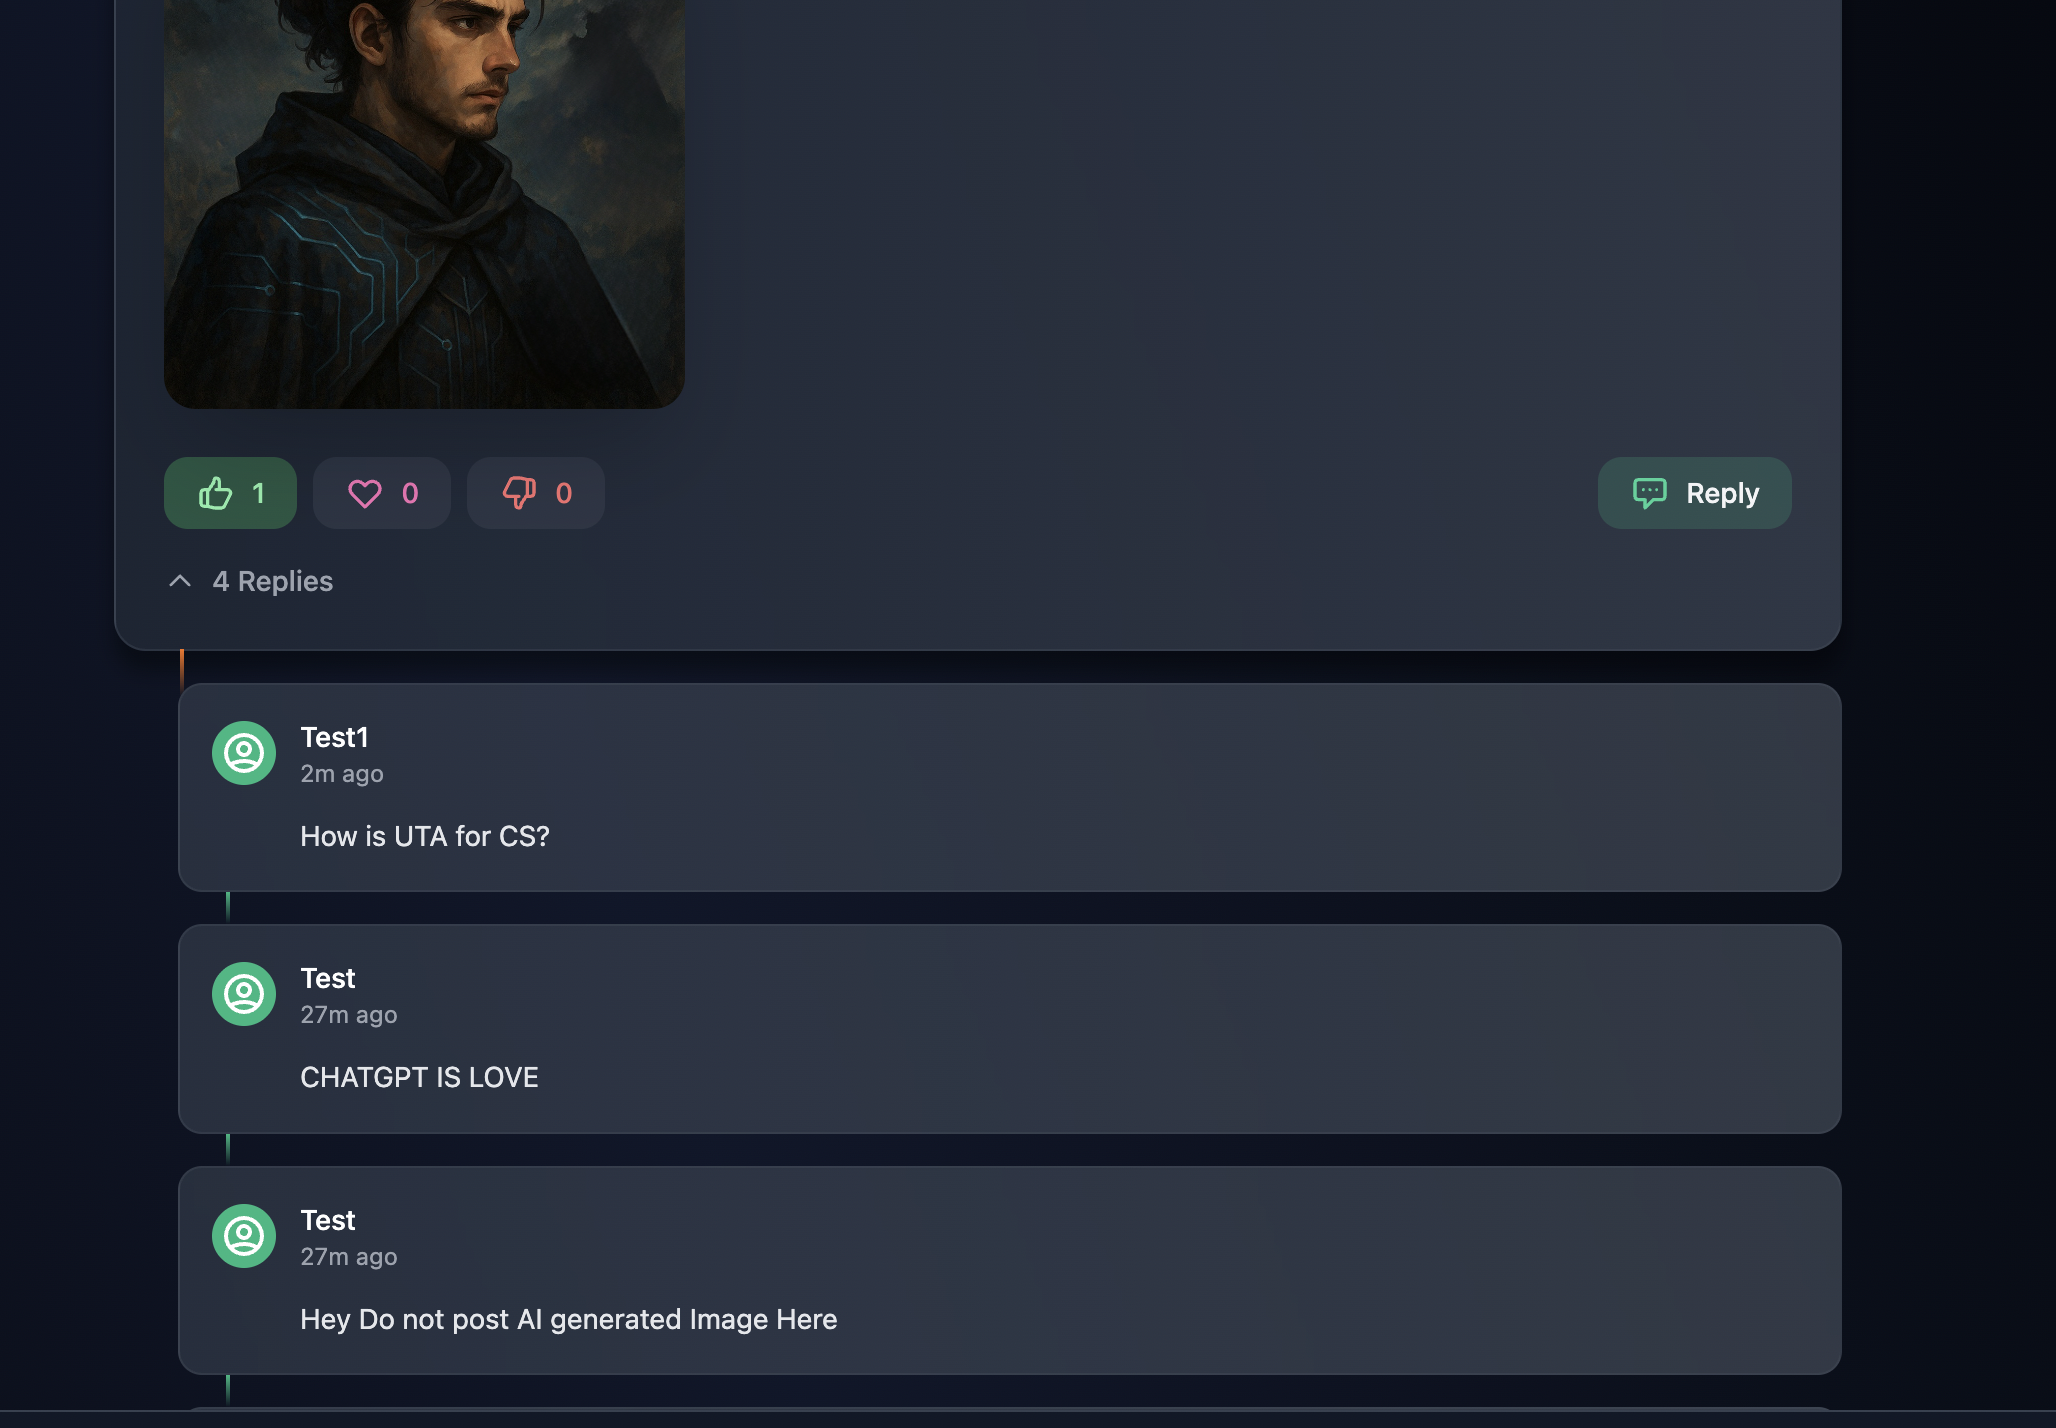 1
0
0
Reply
4 Replies
Test1
2m ago
How is UTA for CS?
Test
27m ago
CHATGPT IS LOVE
Test
27m ago
Hey Do not post AI generated Image Here